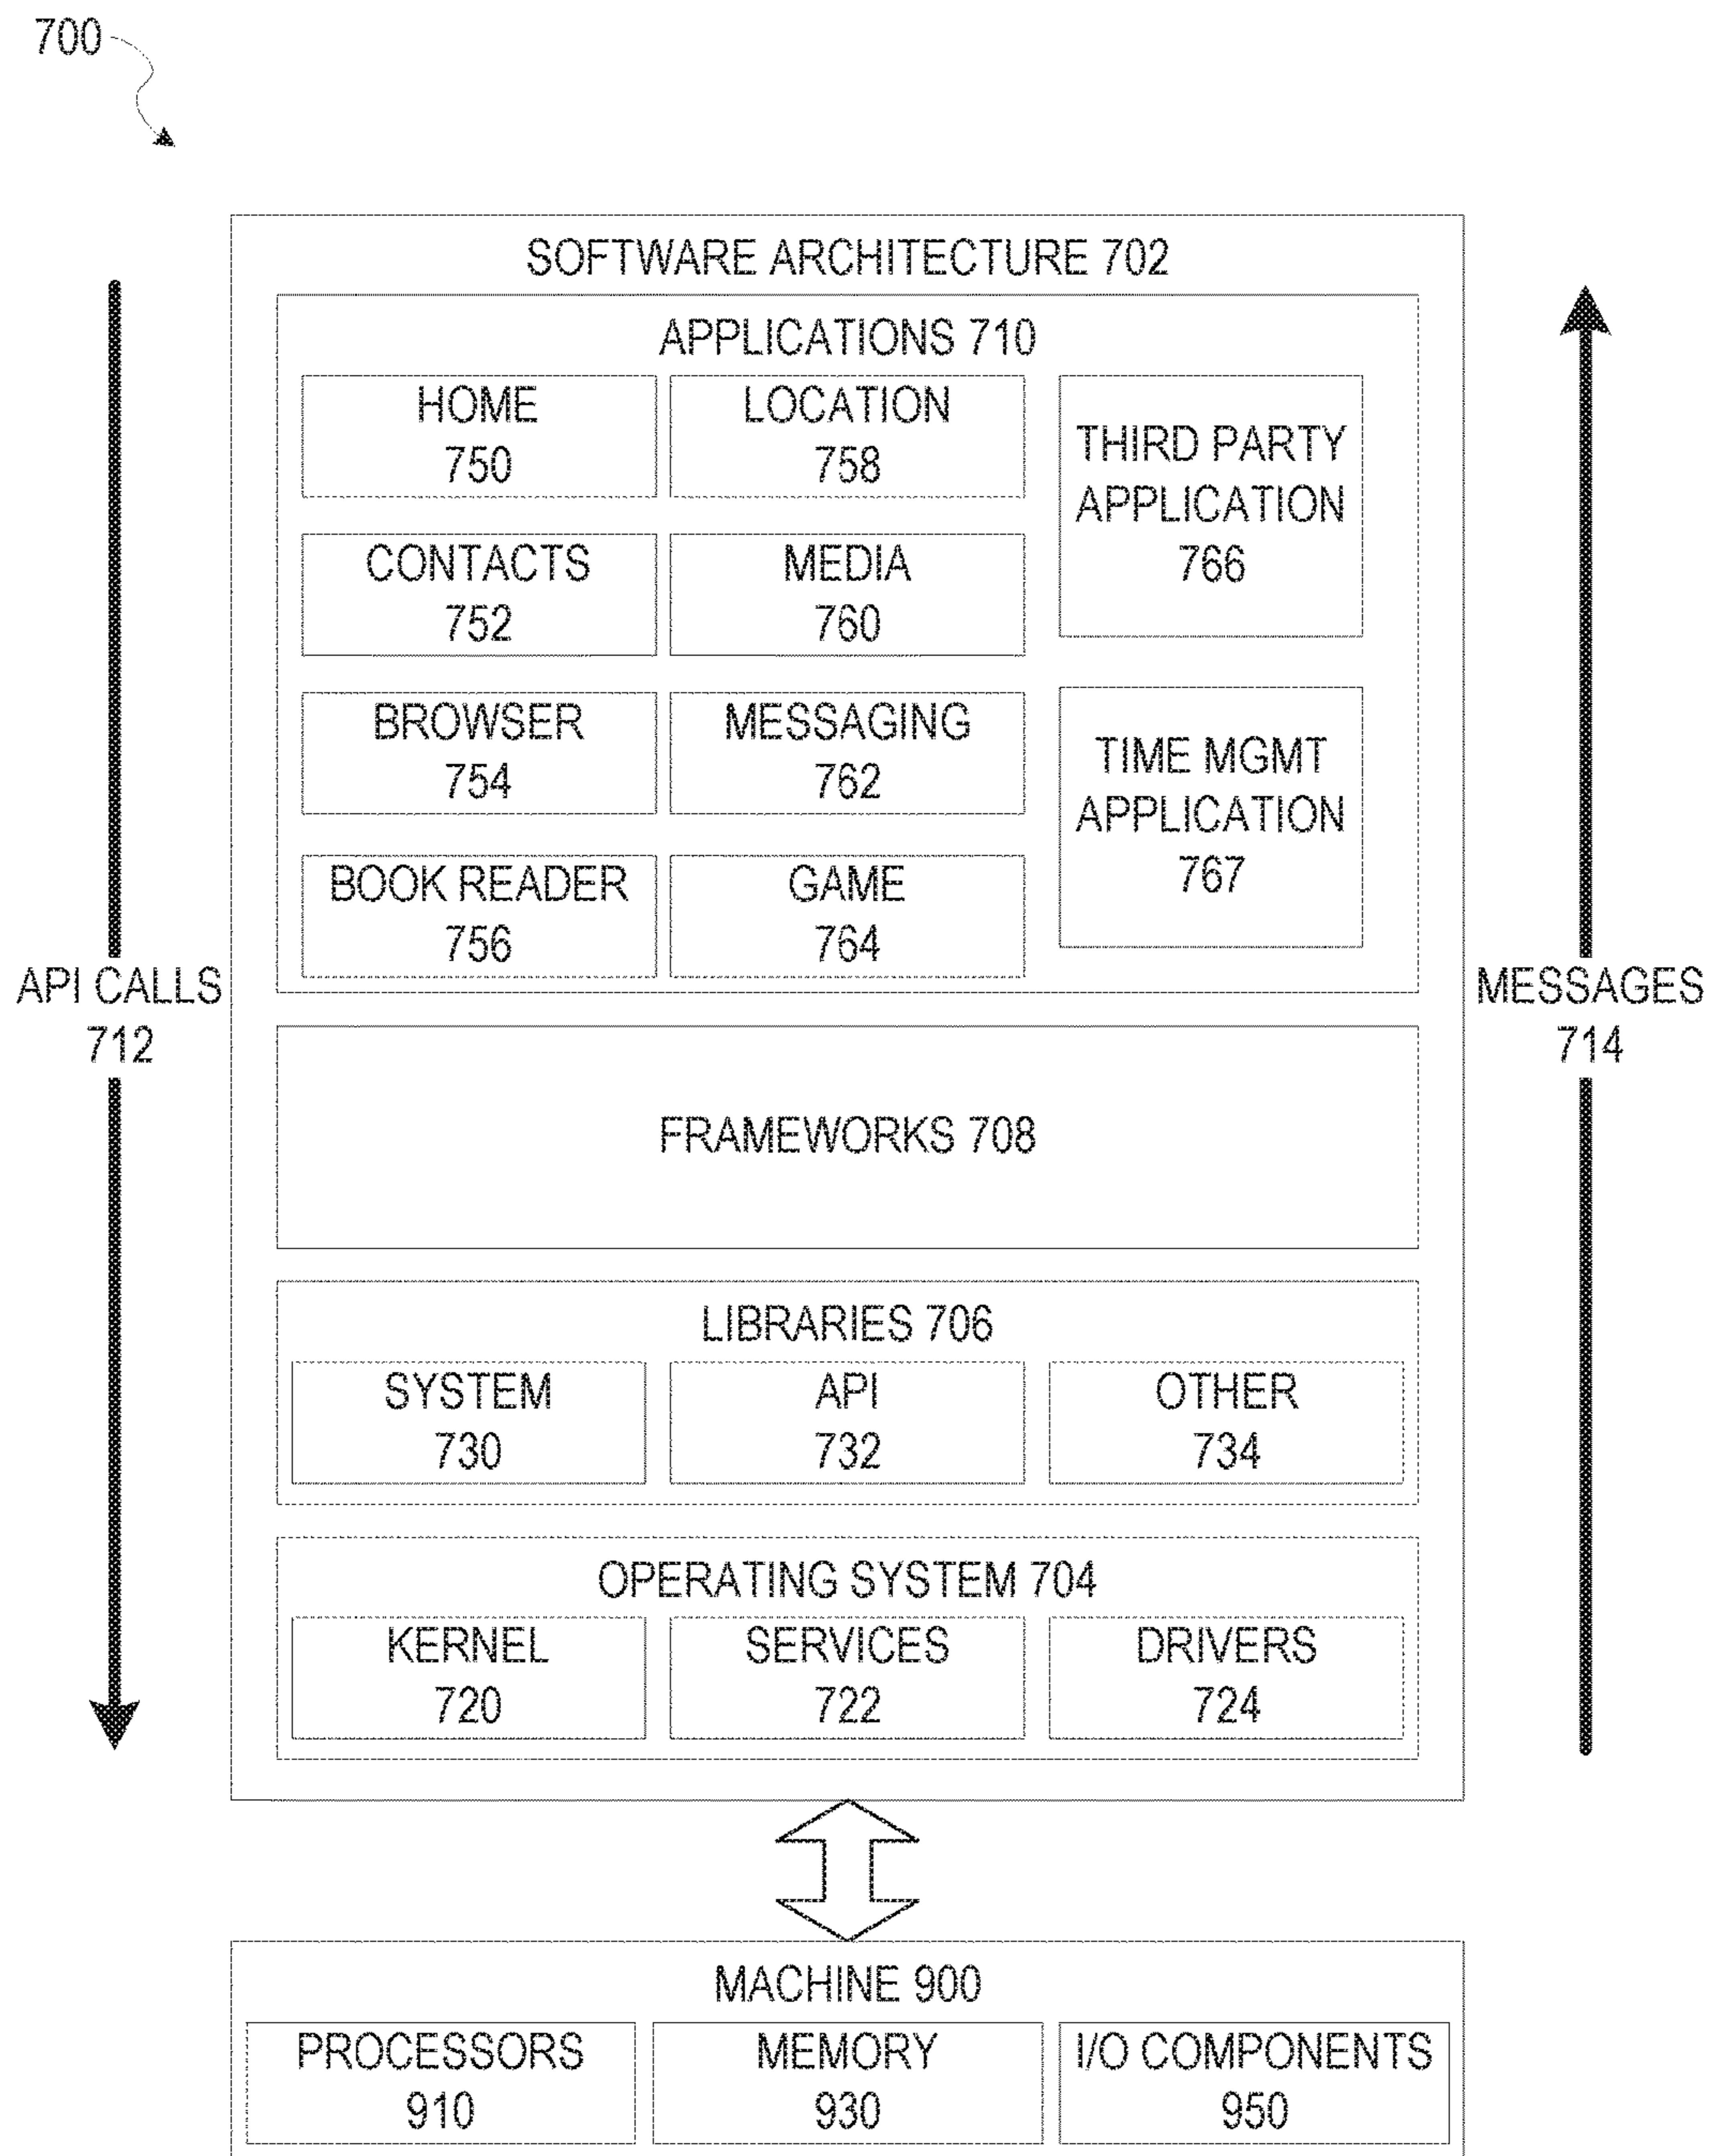 700
SOFTWARE ARCHITECTURE 702
APPLICATIONS 710
HOME
750
LOCATION
758
THIRD PARTY
APPLICATION
766
CONTACTS
752
MEDIA
760
BROWSER
754
MESSAGING
762
TIME MGMT
APPLICATION
767
BOOK READER
756
GAME
764
API CALLS
712
MESSAGES
714
FRAMEWORKS 708
LIBRARIES 706
SYSTEM
730
API
732
OTHER
734
OPERATING SYSTEM 704
KERNEL
720
SERVICES
722
DRIVERS
724
MACHINE 900
PROCESSORS
910
MEMORY
930
I/O COMPONENTS
950